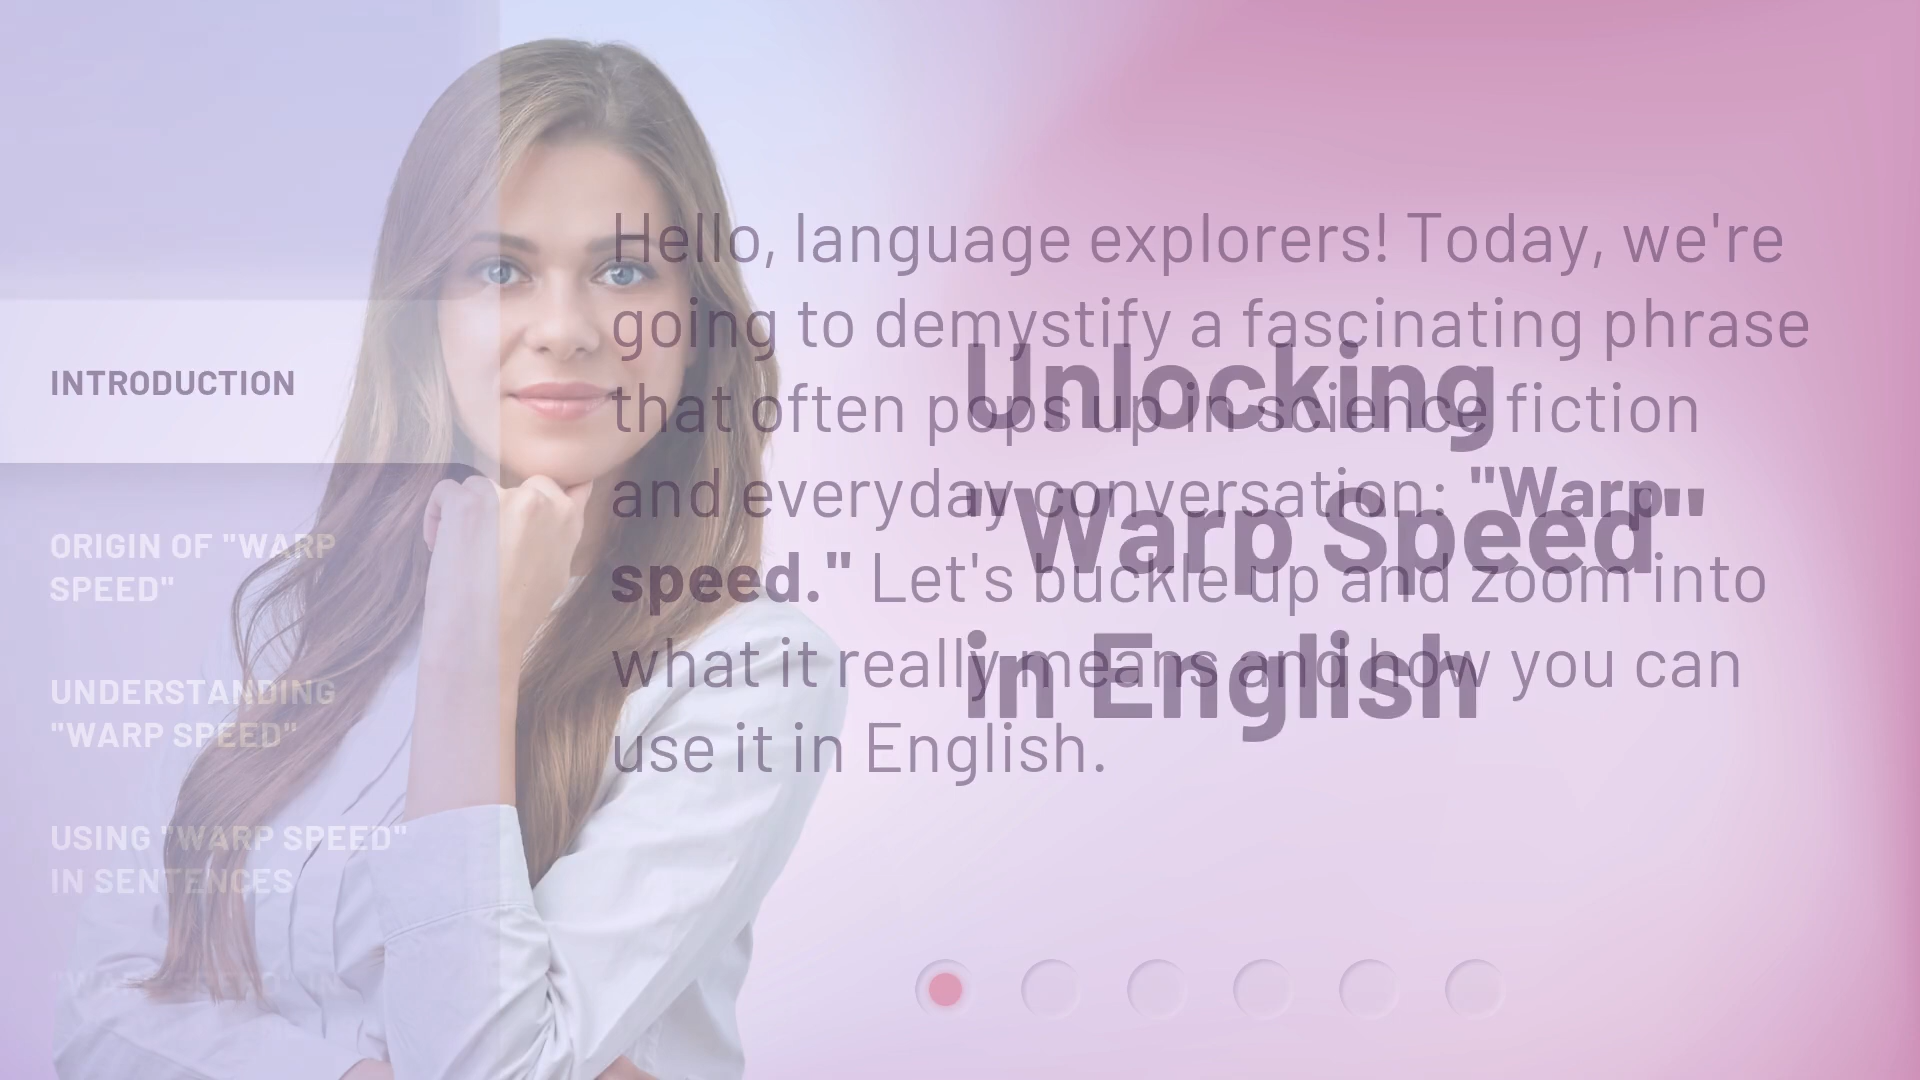 INTRODUCTION
ORIGIN OF "WARP
SPEED"
UNDERSTANDING
"WARP SPEED"
USING "WARP SPEED"
IN SENTENCES
Hello, language explorers! Today, we're
going to demystify a fascinating phrase
that often pops up in science fiction
and everyday conversation: "Warp
speed." Let's buckle up and zoom into
what it really means and how you can
use it in English.
Unlocking
"Warp Speed"
in English